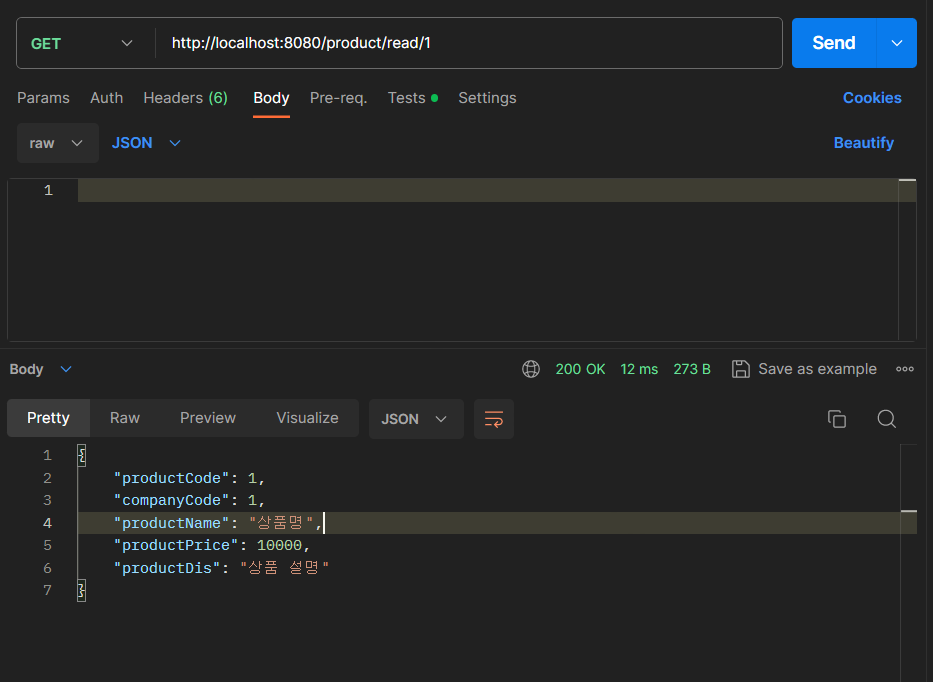 GET http://localhost:8080/product/read/1 Send
Params Auth Headers (6) Body Pre-req. Tests Settings Cookies
raw JSON Beautify
1
Body 200 OK 12 ms 273 B Save as example
Pretty Raw Preview Visualize JSON
1 {
2 "productCode": 1,
3 "companyCode": 1,
4 "productName": "상품명",
5 "productPrice": 10000,
6 "productDis": "상품 설명"
7 }